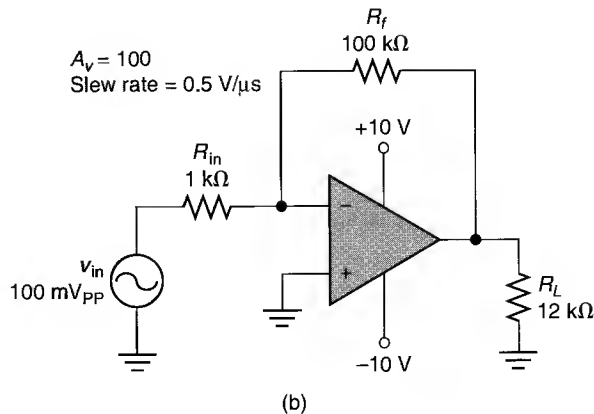 R_f
100 kΩ
A_v = 100
Slew rate = 0.5 V/μs
+10 V
R_in
1 kΩ
−
+
v_in
100 mV_PP
R_L
12 kΩ
−10 V
(b)